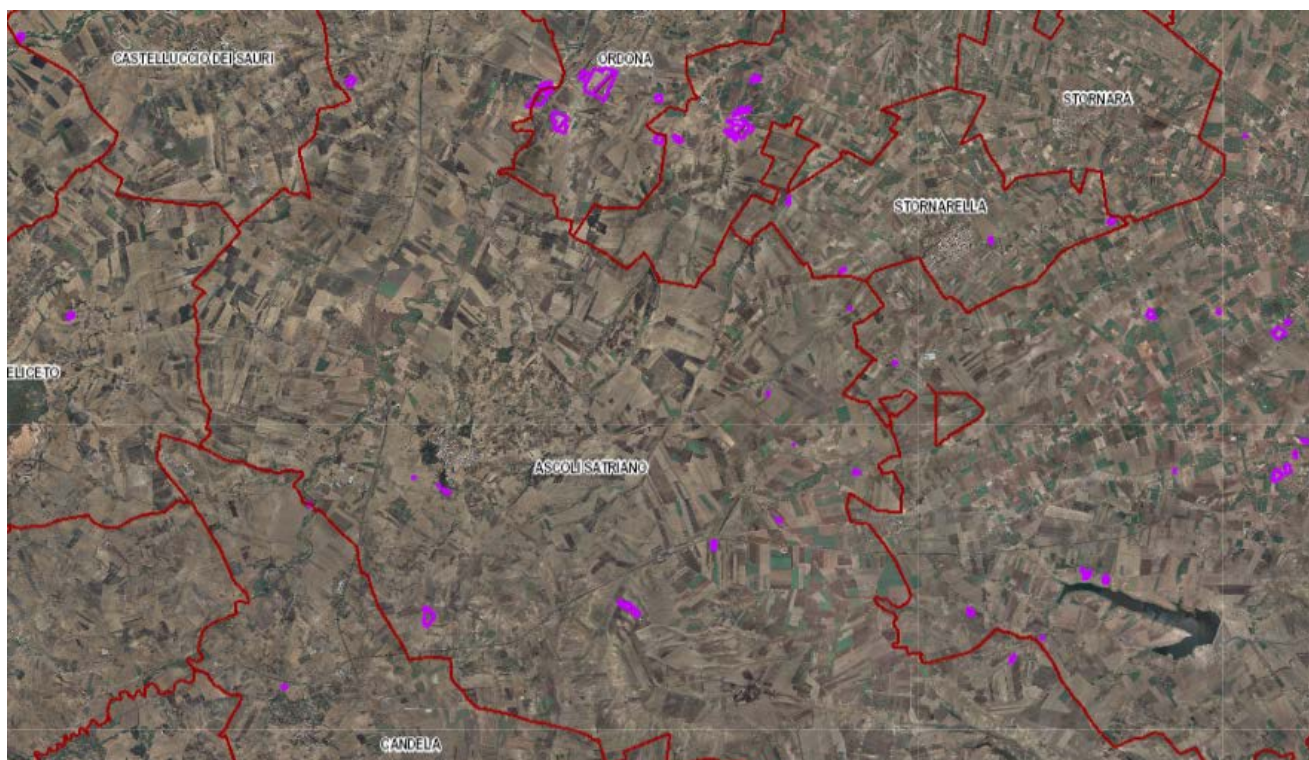 CASTELLUCCIO DEI SAURI
ORDONA
STORNARA
STORNARELLA
ELICETO
ASCOLI SATRIANO
CANDELA